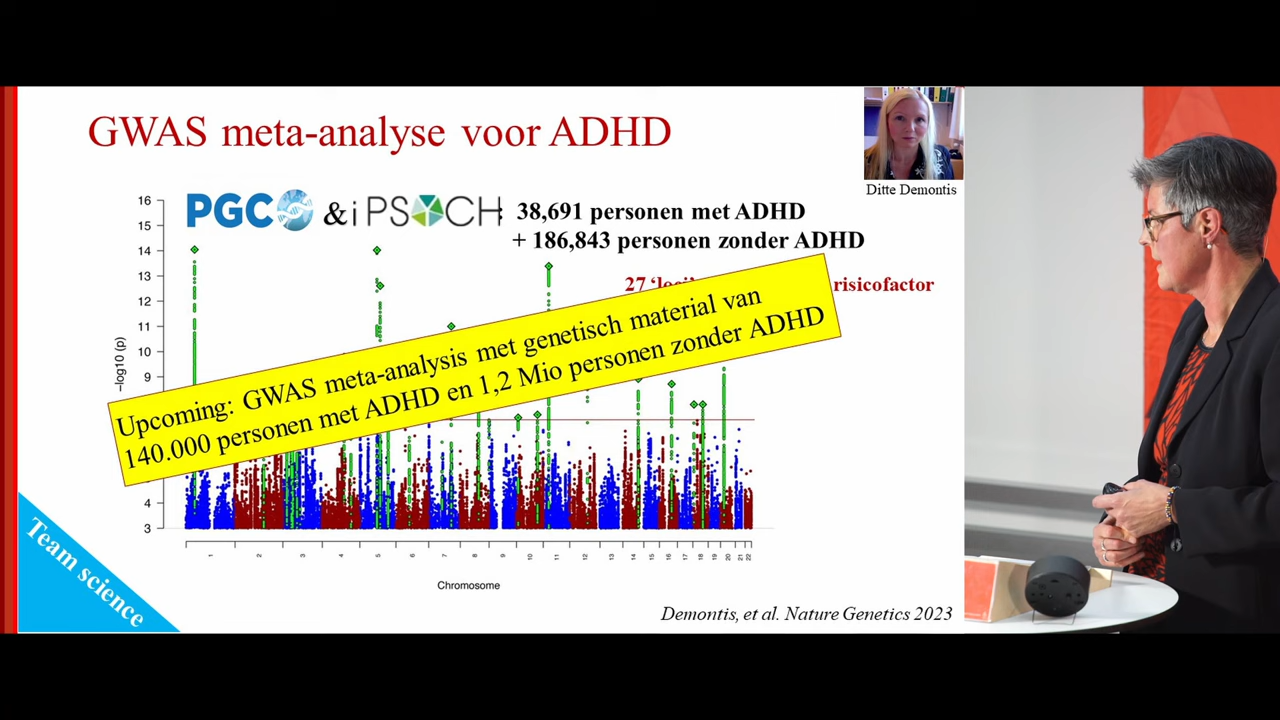 GWAS meta-analyse voor ADHD
Ditte Demontis
PGC & iPSYCH: 38,691 personen met ADHD
+ 186,843 personen zonder ADHD
27 risicofactor
Upcoming: GWAS meta-analysis met genetisch material van
140.000 personen met ADHD en 1,2 Mio personen zonder ADHD
−log10 (p)
16
15
14
13
12
11
10
9
4
3
1 2 3 4 5 6 7 8 9 10 11 12 13 14 15 16 17 18 19 20 21 22
Chromosome
Team science
Demontis, et al. Nature Genetics 2023